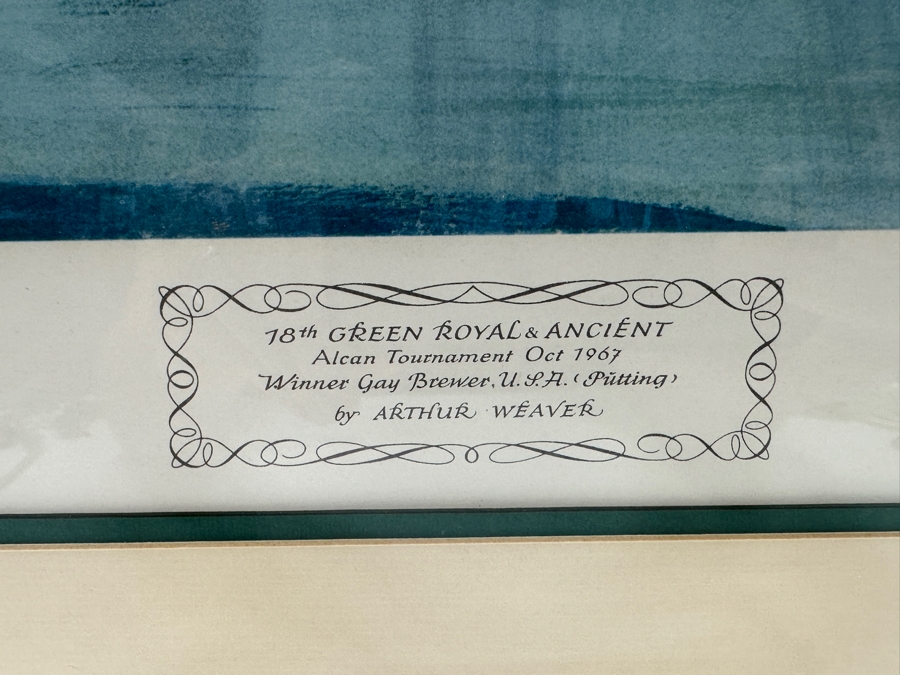 18th GREEN ROYAL & ANCIENT
Alcan Tournament Oct 1967
Winner Gay Brewer, U.S.A. (Putting)
by ARTHUR WEAVER